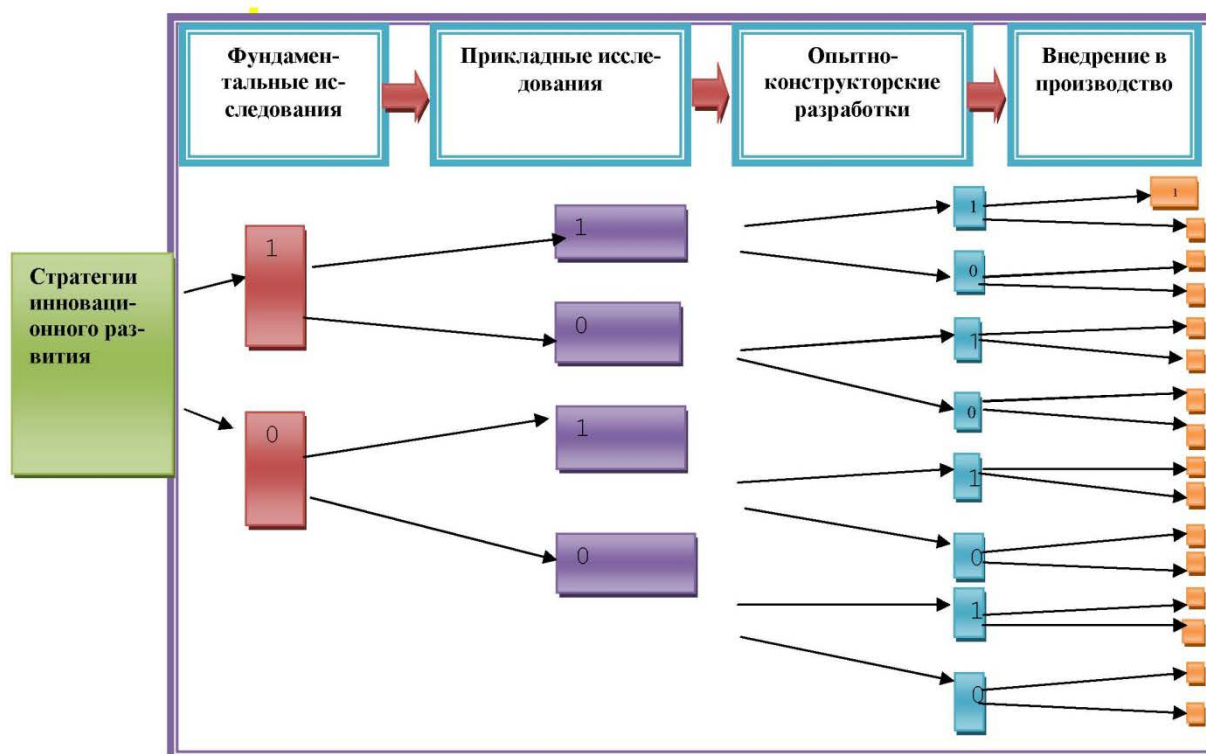 Фундамен-
тальные ис-
следования
Прикладные иссле-
дования
Опытно-
конструкторские
разработки
Внедрение в
производство
Стратегии
инноваци-
онного раз-
вития
1
0
1
0
1
0
1
0
1
0
1
0
1
0
1